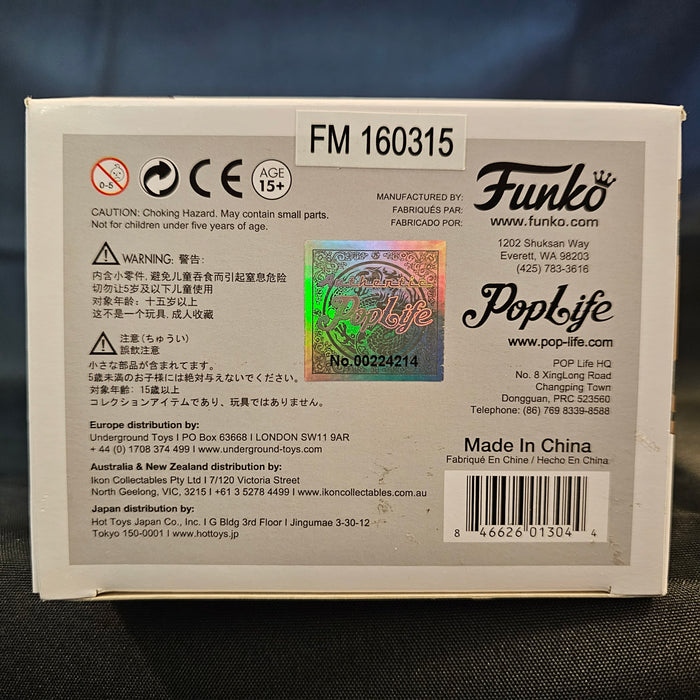 FM 160315
0-5
CE
AGE
15+
CAUTION: Choking Hazard. May contain small parts.
Not for children under five years of age.
MANUFACTURED BY:
FABRIQUÉS PAR:
FABRICADO POR:
Funko
www.funko.com
1202 Shuksan Way
Everett, WA 98203
(425) 783-3616
WARNING: 警告:
内含小零件, 避免儿童吞食而引起窒息危险
切勿让5岁及以下儿童使用
对象年龄: 十五岁以上
这不是一个玩具, 成人收藏
注意(ちゅうい)
誤飲注意
小さな部品が含まれてます。
5歳未満のお子様には絶対与えないでください。
対象年齢: 15歳以上
コレクションアイテムであり、玩具ではありません。
Authentic
PopLife
No.00224214
PopLife
www.pop-life.com
POP Life HQ
No. 8 XingLong Road
Changping Town
Dongguan, PRC 523560
Telephone: (86) 769 8339-8588
Europe distribution by:
Underground Toys I PO Box 63668 I LONDON SW11 9AR
+ 44 (0) 1708 374 499 I www.underground-toys.com
Australia & New Zealand distribution by:
Ikon Collectables Pty Ltd I 7/120 Victoria Street
North Geelong, VIC, 3215 I +61 3 5278 4499 I www.ikoncollectables.com.au
Japan distribution by:
Hot Toys Japan Co., Inc. I G Bldg 3rd Floor I Jingumae 3-30-12
Tokyo 150-0001 I www.hottoys.jp
Made In China
Fabriqué En Chine / Hecho En China
8 46626 01304 4